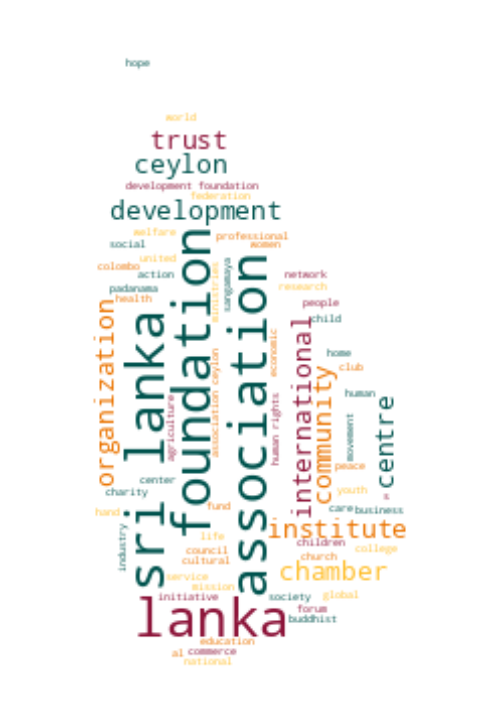 hope
world
trust
ceylon
development foundation
federation
development
welfare
professional
social
women
united
colombo
action
network
research
padanama
health
people
child
sri lanka
foundation
association
ministries
sangamaya
organization
international
community
economic
association ceylon
agriculture
human rights
home
club
human
centre
movement
peace
center
charity
youth
s
hand
fund
care
business
institute
industry
life
children
college
council
church
cultural
chamber
service
mission
initiative
society
global
lanka
forum
buddhist
education
al
commerce
national